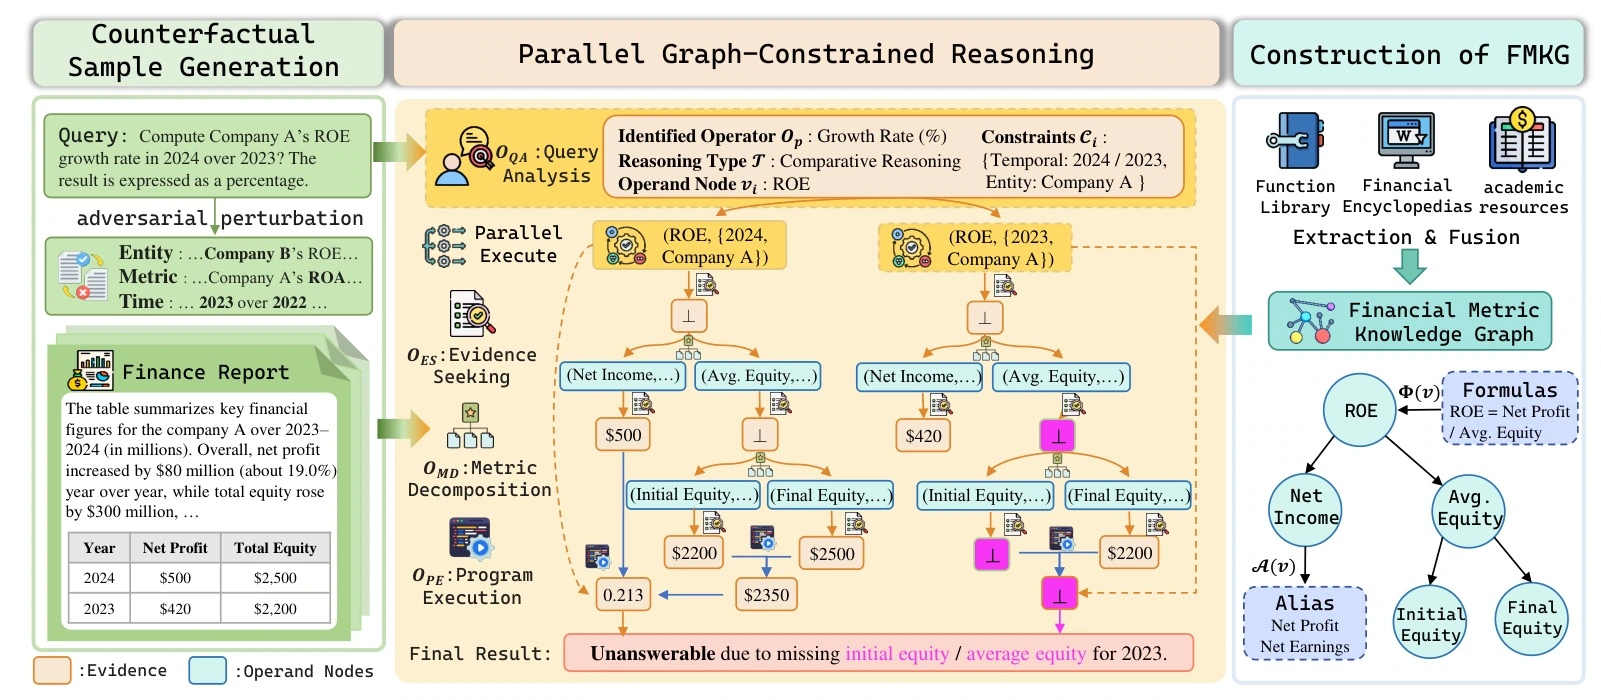 Counterfactual
Sample Generation
Query: Compute Company A's ROE
growth rate in 2024 over 2023? The
result is expressed as a percentage.
adversarial perturbation
Entity : …Company B's ROE…
Metric : …Company A's ROA…
Time : … 2023 over 2022 …
Finance Report
The table summarizes key financial
figures for the company A over 2023–
2024 (in millions). Overall, net profit
increased by $80 million (about 19.0%)
year over year, while total equity rose
by $300 million, …
Year Net Profit Total Equity
2024 $500 $2,500
2023 $420 $2,200
:Evidence :Operand Nodes
Parallel Graph-Constrained Reasoning
O_QA :Query
Analysis
Identified Operator O_p : Growth Rate (%)
Reasoning Type 𝒯 : Comparative Reasoning
Operand Node v_i : ROE
Constraints 𝒞_i :
{Temporal: 2024 / 2023,
Entity: Company A }
Parallel
Execute
O_ES:Evidence
Seeking
O_MD:Metric
Decomposition
O_PE:Program
Execution
(ROE, {2024,
Company A})
⊥
(Net Income,…) (Avg. Equity,…)
$500 ⊥
(Initial Equity,…) (Final Equity,…)
$2200 $2500
0.213 $2350
(ROE, {2023,
Company A})
⊥
(Net Income,…) (Avg. Equity,…)
$420 ⊥
(Initial Equity,…) (Final Equity,…)
⊥ $2200
⊥
Final Result: Unanswerable due to missing initial equity / average equity for 2023.
Construction of FMKG
W
$
Function
Library
Financial
Encyclopedias
academic
resources
Extraction & Fusion
Financial Metric
Knowledge Graph
ROE
Φ(v)
Formulas
ROE = Net Profit
/ Avg. Equity
Net
Income
Avg.
Equity
𝒜(v)
Alias
Net Profit
Net Earnings
Initial
Equity
Final
Equity